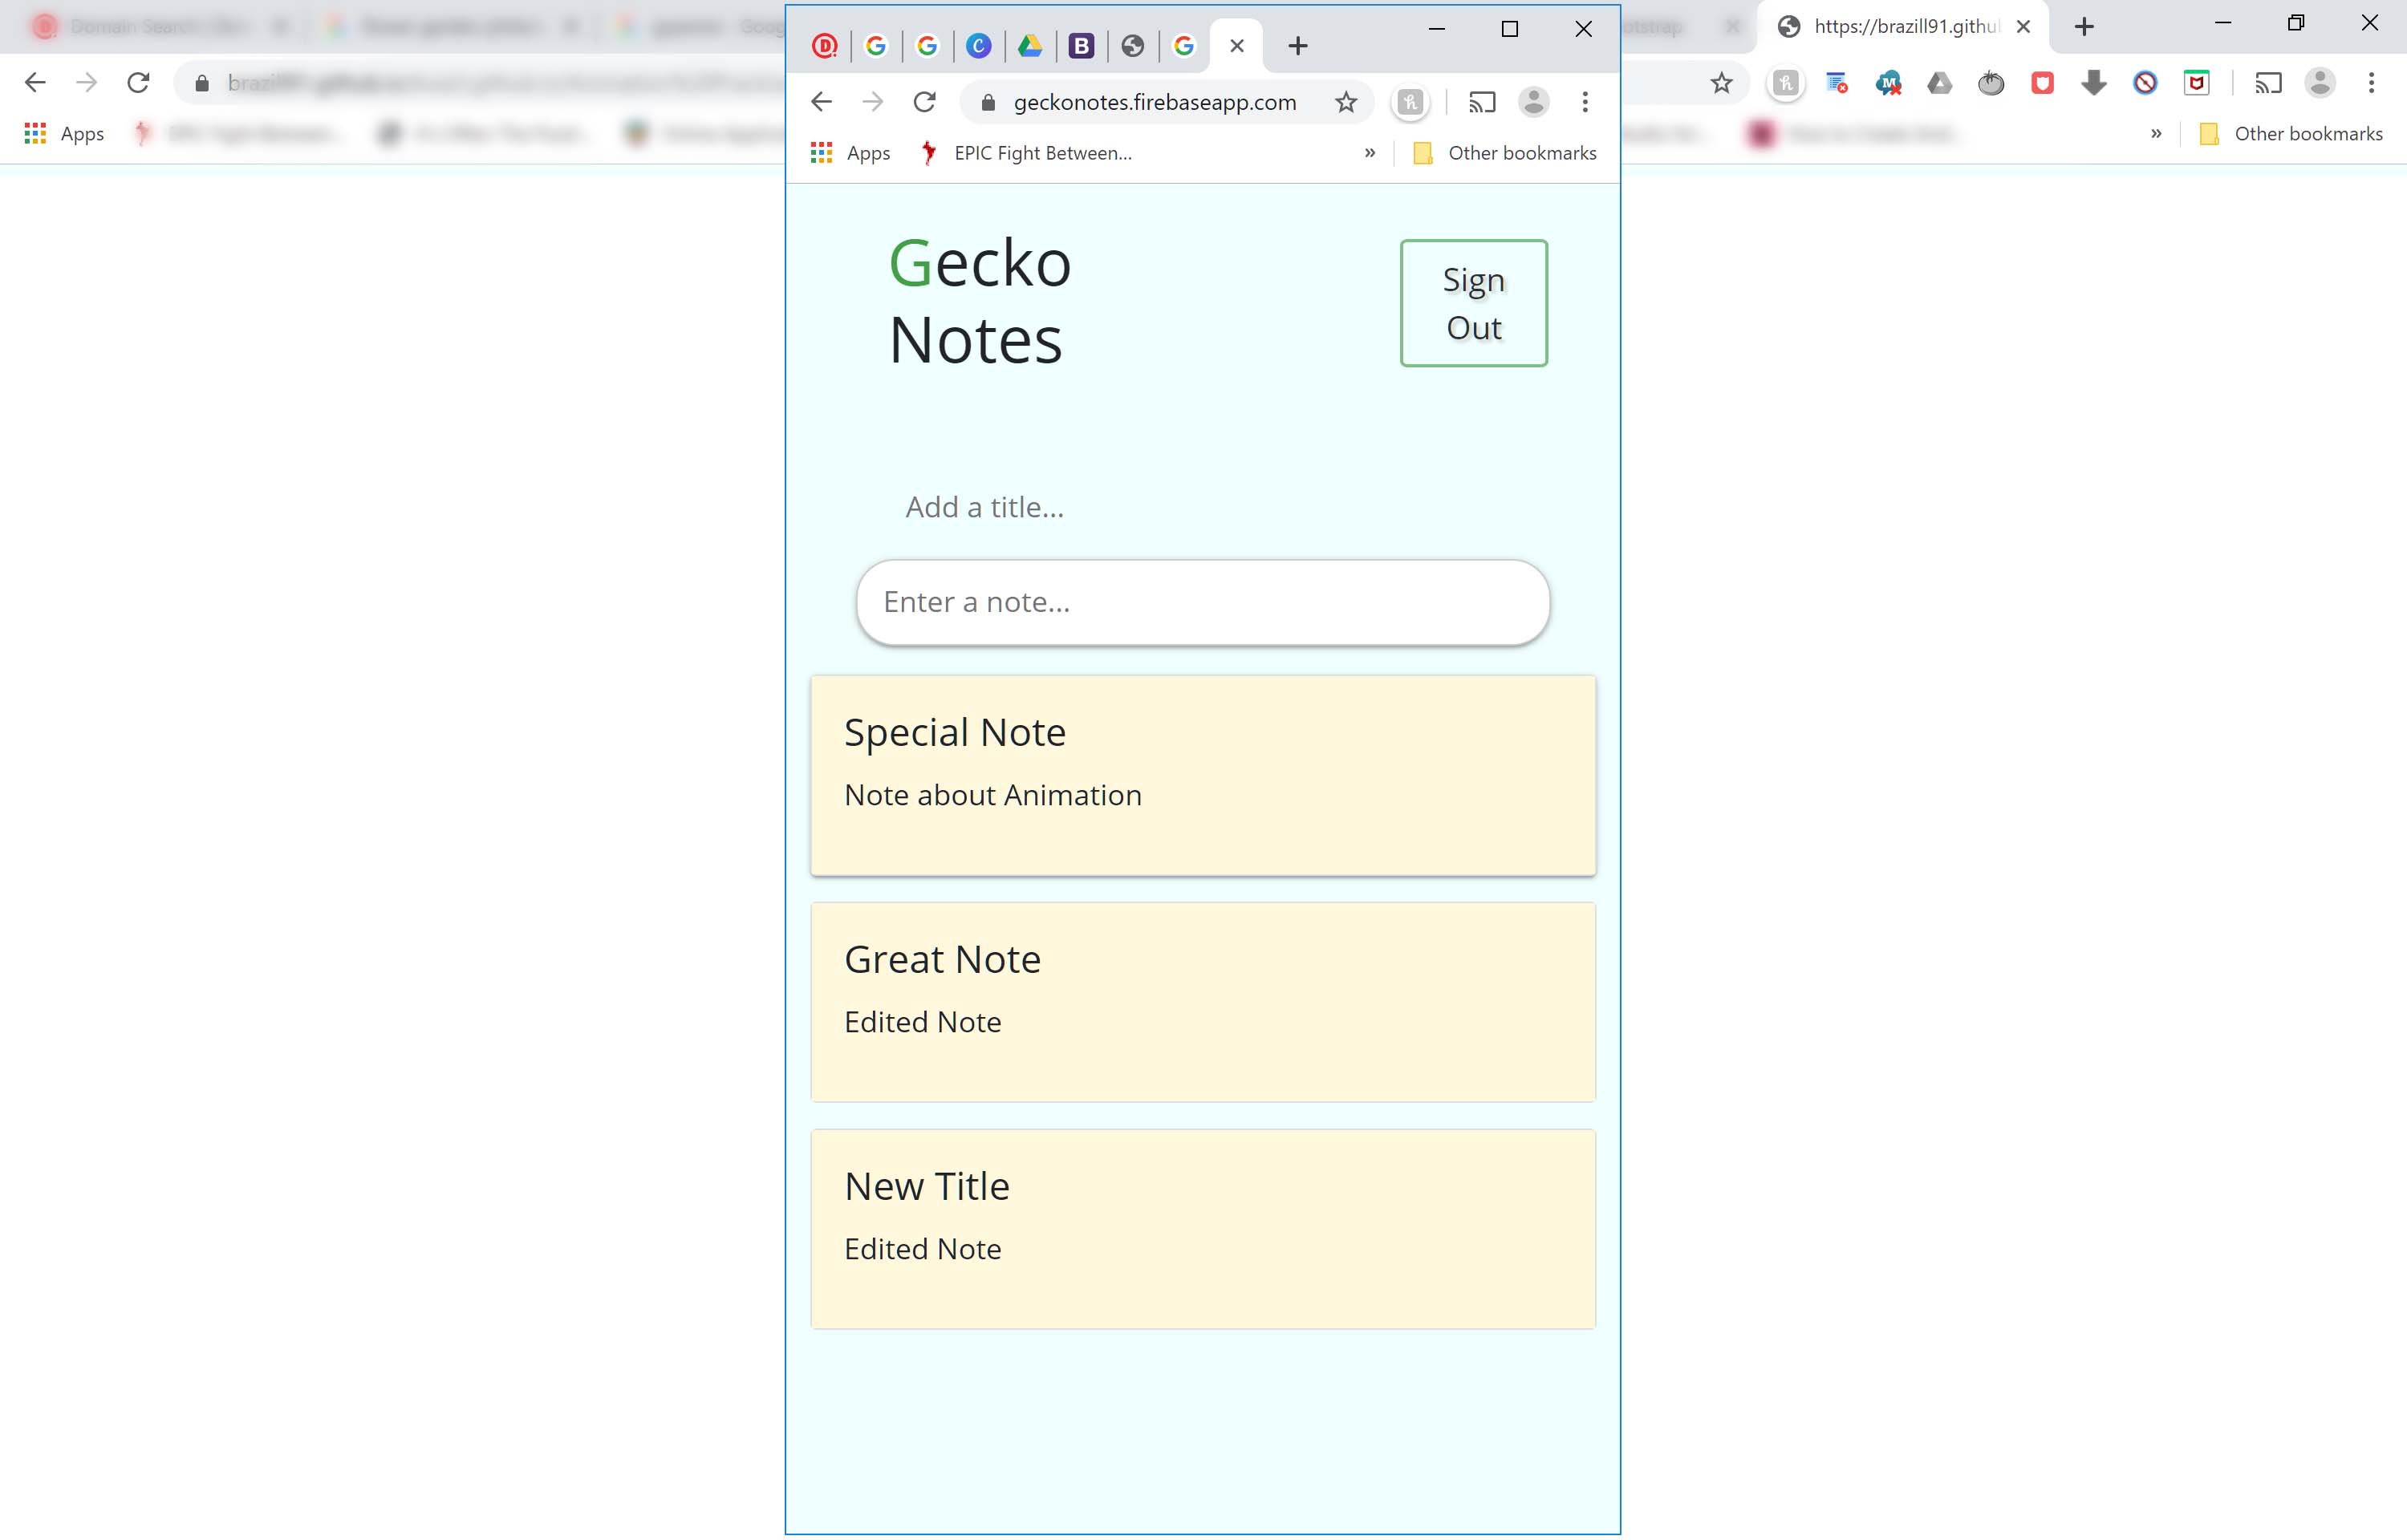 https://brazill91.githu
Apps
Other bookmarks
geckonotes.firebaseapp.com
Apps
EPIC Fight Between...
»
Other bookmarks
Gecko
Notes
Sign
Out
Add a title...
Enter a note...
Special Note
Note about Animation
Great Note
Edited Note
New Title
Edited Note